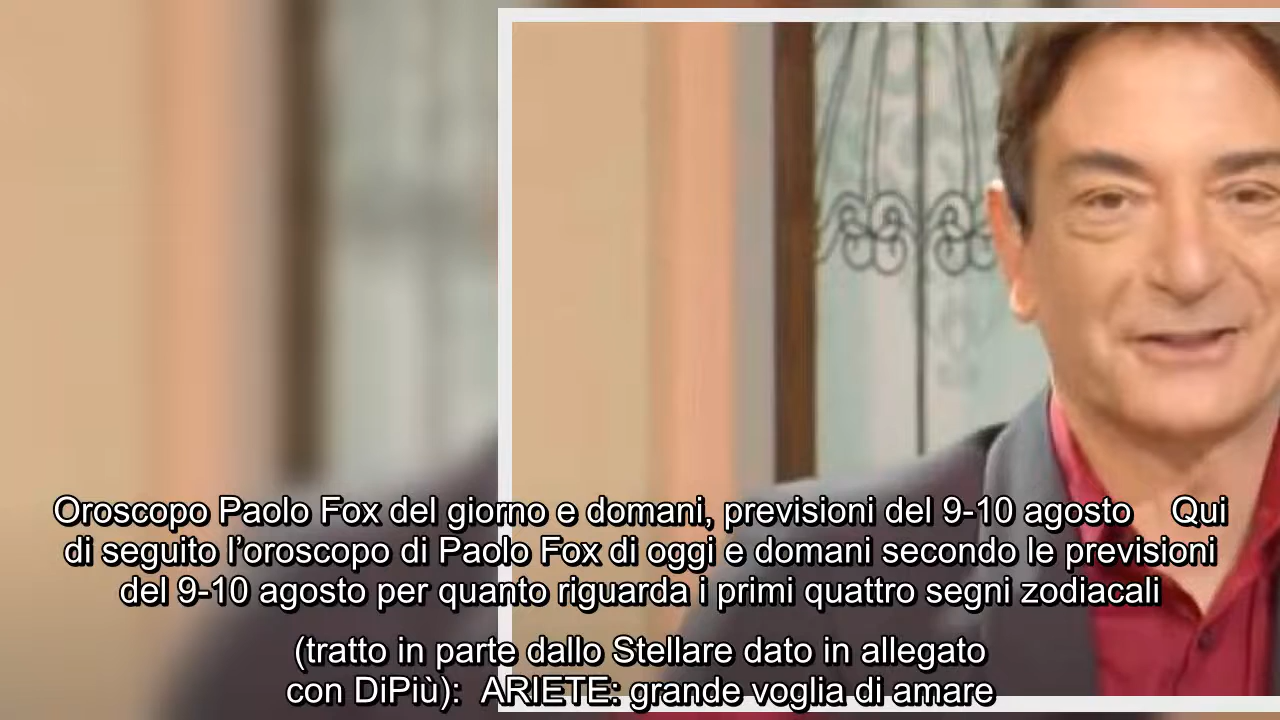 Oroscopo Paolo Fox del giorno e domani, previsioni del 9-10 agosto    Qui
di seguito l’oroscopo di Paolo Fox di oggi e domani secondo le previsioni
del 9-10 agosto per quanto riguarda i primi quattro segni zodiacali
(tratto in parte dallo Stellare dato in allegato
con DiPiù):  ARIETE: grande voglia di amare